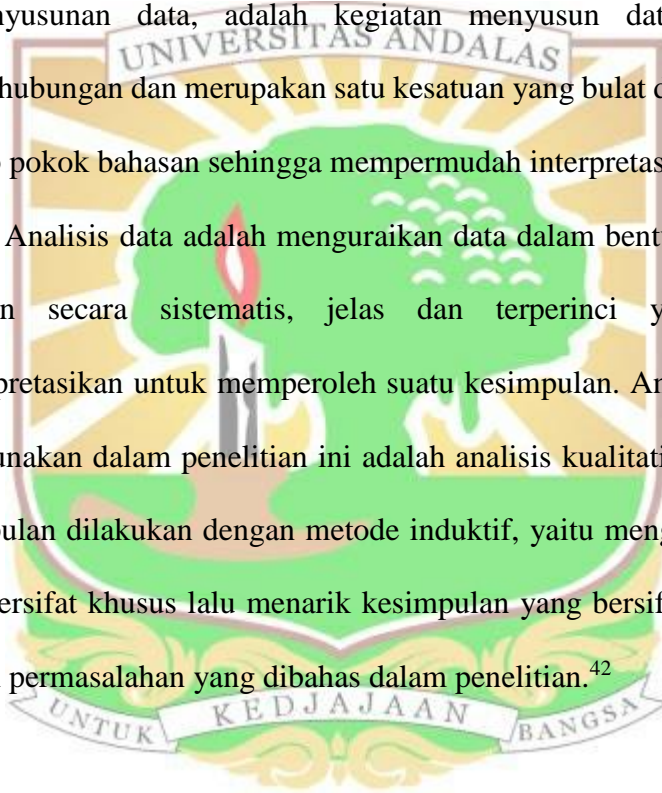 nyusunan data, adalah kegiatan menyusun dat
UNIVERSITAS ANDALAS
hubungan dan merupakan satu kesatuan yang bulat d
pokok bahasan sehingga mempermudah interpretas
Analisis data adalah menguraikan data dalam bent
n secara sistematis, jelas dan terperinci y
pretasikan untuk memperoleh suatu kesimpulan. An
unakan dalam penelitian ini adalah analisis kualitati
pulan dilakukan dengan metode induktif, yaitu meng
ersifat khusus lalu menarik kesimpulan yang bersif
permasalahan yang dibahas dalam penelitian.⁴²
UNTUK KEDJAJAAN BANGSA